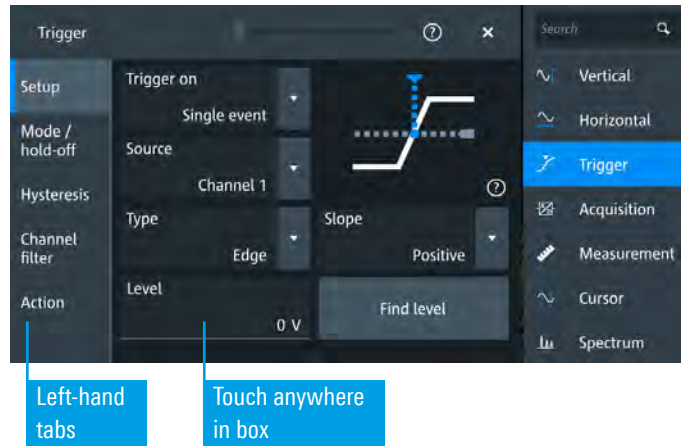 Trigger
?
×
Setup
Mode /
hold-off
Hysteresis
Channel
filter
Action
Trigger on
Single event
Source
Channel 1
?
Type
Edge
Slope
Positive
Level
0 V
Find level
Search
Vertical
Horizontal
Trigger
Acquisition
Measurement
Cursor
Spectrum
Left-hand
tabs
Touch anywhere
in box